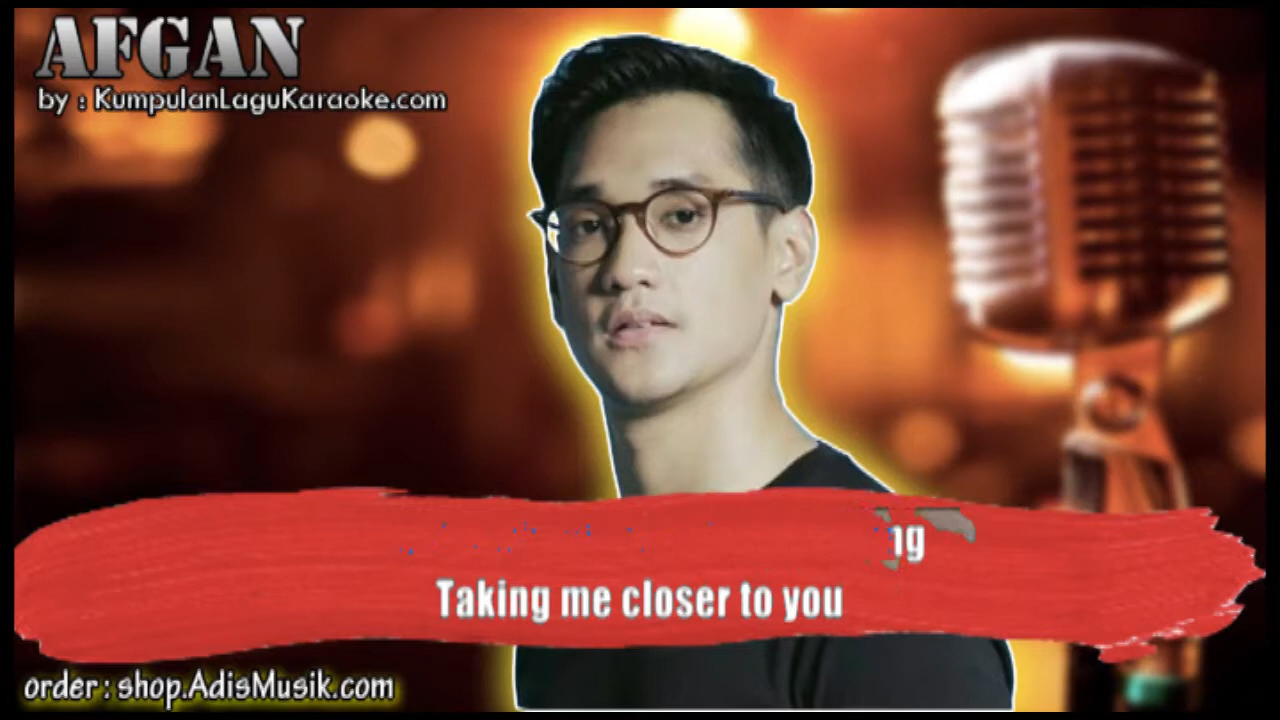 AFGAN
by : KumpulanLaguKaraoke.com
Taking me closer to you
order : shop.AdisMusik.com